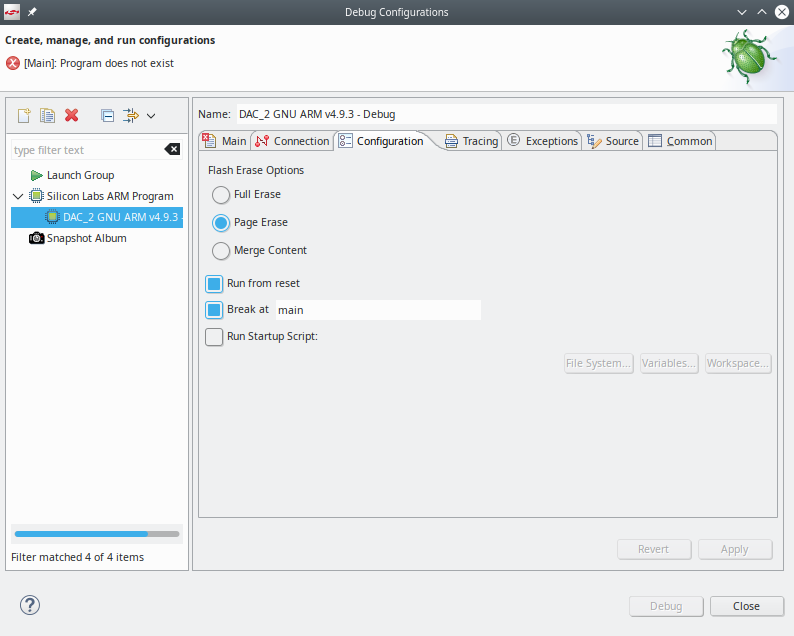 Debug Configurations
Create, manage, and run configurations
[Main]: Program does not exist
type filter text
Launch Group
Silicon Labs ARM Program
DAC_2 GNU ARM v4.9.3 -
Snapshot Album
Filter matched 4 of 4 items
Name: DAC_2 GNU ARM v4.9.3 - Debug
Main Connection Configuration Tracing Exceptions Source Common
Flash Erase Options
Full Erase
Page Erase
Merge Content
Run from reset
Break at main
Run Startup Script:
File System... Variables... Workspace...
Revert Apply
Debug Close